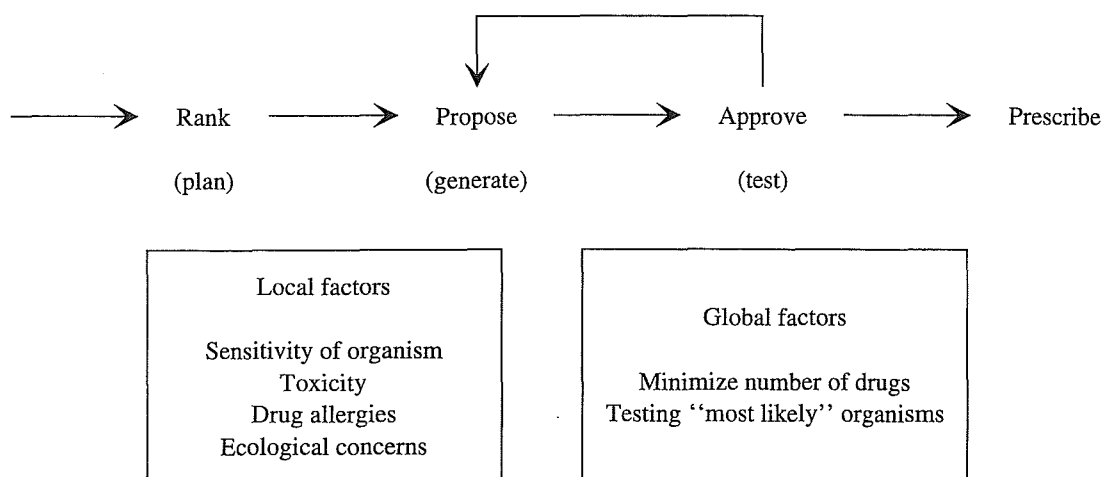 Rank Propose Approve Prescribe
(plan) (generate) (test)
Local factors
Sensitivity of organism
Toxicity
Drug allergies
Ecological concerns
Global factors
Minimize number of drugs
Testing ‘‘most likely’’ organisms